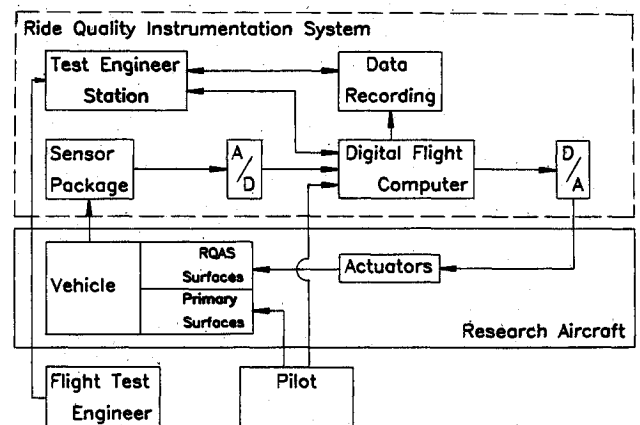 Ride Quality Instrumentation System
Test Engineer
Station
Data
Recording
Sensor
Package
A/D
Digital Flight
Computer
D/A
Vehicle
RQAS
Surfaces
Primary
Surfaces
Actuators
Research Aircraft
Flight Test
Engineer
Pilot